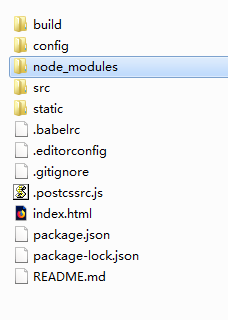 build
config
node_modules
src
static
.babelrc
.editorconfig
.gitignore
.postcssrc.js
index.html
package.json
package-lock.json
README.md